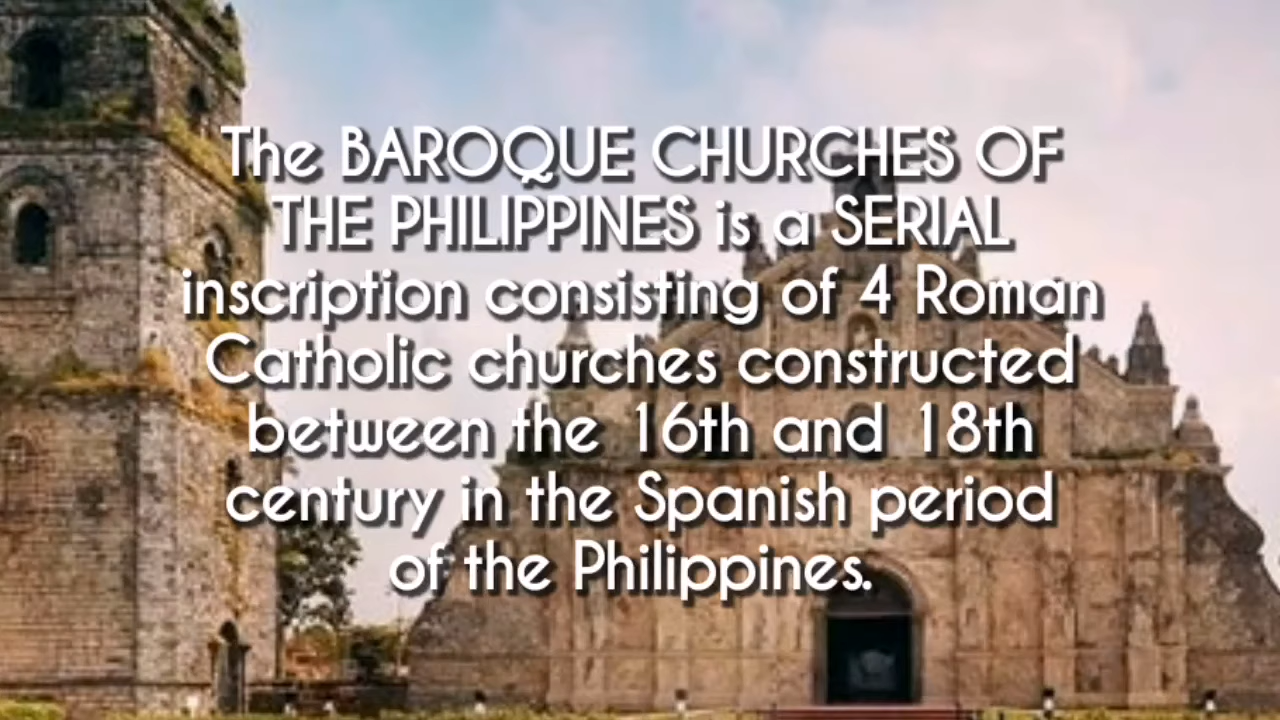 The BAROQUE CHURCHES OF
THE PHILIPPINES is a SERIAL
inscription consisting of 4 Roman
Catholic churches constructed
between the 16th and 18th
century in the Spanish period
of the Philippines.